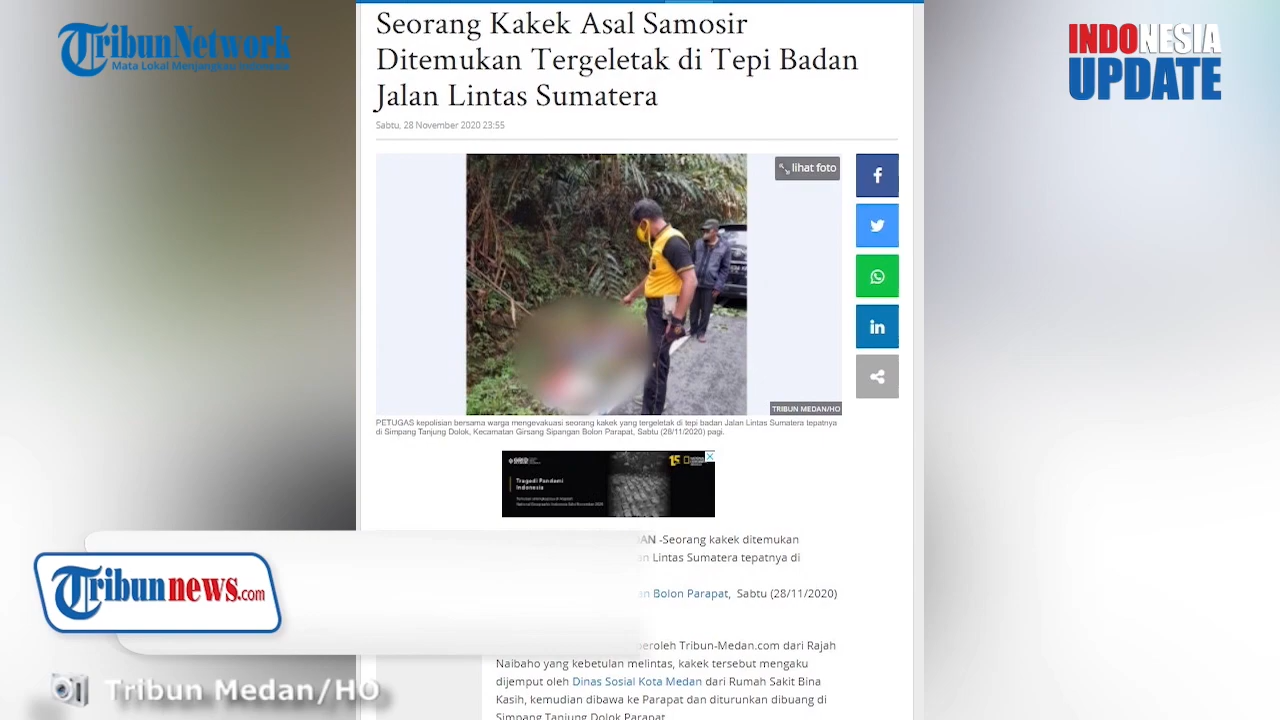 TribunNetwork
Mata Lokal Menjangkau Indonesia
INDONESIA
UPDATE
Seorang Kakek Asal Samosir
Ditemukan Tergeletak di Tepi Badan
Jalan Lintas Sumatera
Sabtu, 28 November 2020 23:55
lihat foto
TRIBUN MEDAN/HO
PETUGAS kepolisian bersama warga mengevakuasi seorang kakek yang tergeletak di tepi badan Jalan Lintas Sumatera tepatnya
di Simpang Tanjung Dolok, Kecamatan Girsang Sipangan Bolon Parapat, Sabtu (28/11/2020) pagi.
GRID
15
Tragedi Pandemi
Indonesia
DAN -Seorang kakek ditemukan
an Lintas Sumatera tepatnya di
an Bolon Parapat, Sabtu (28/11/2020)
Tribunnews.com
peroleh Tribun-Medan.com dari Rajah
Naibaho yang kebetulan melintas, kakek tersebut mengaku
dijemput oleh Dinas Sosial Kota Medan dari Rumah Sakit Bina
Kasih, kemudian dibawa ke Parapat dan diturunkan dibuang di
Simpang Tanjung Dolok Parapat
Tribun Medan/HO